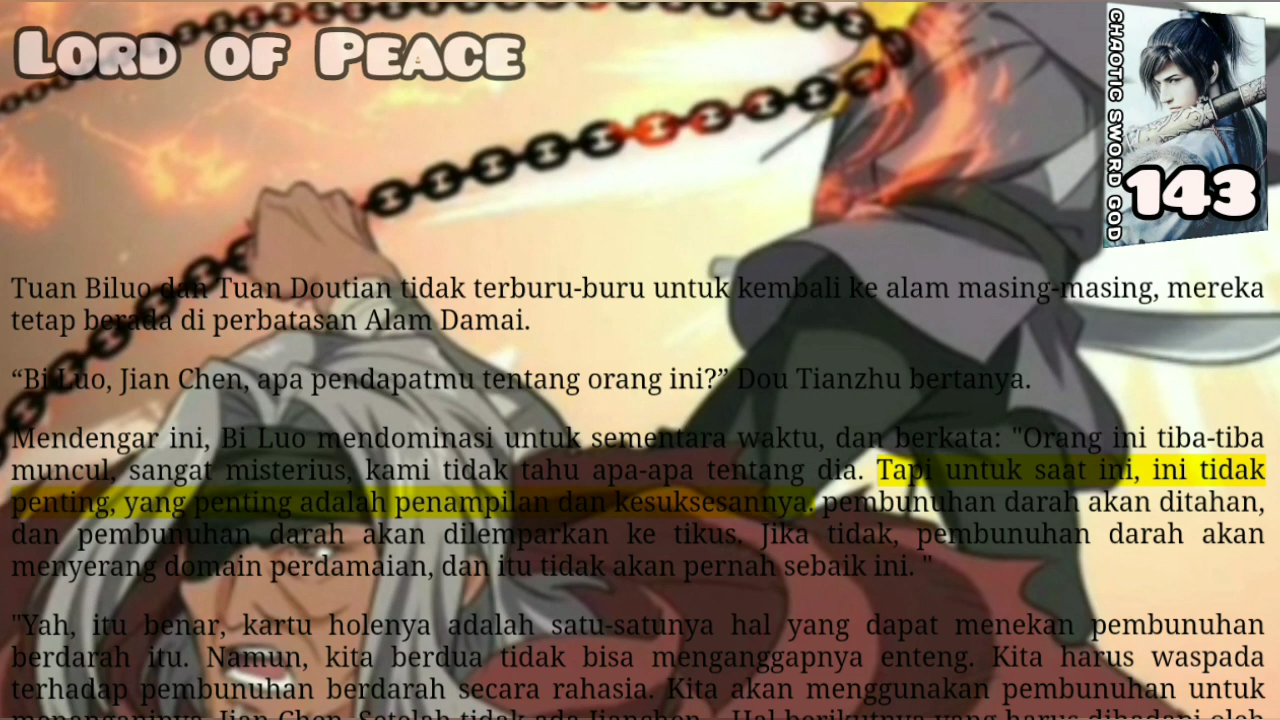 LORD OF PEACE
CHAOTIC SWORD GOD
143
Tuan Biluo dan Tuan Doutian tidak terburu-buru untuk kembali ke alam masing-masing, mereka
tetap berada di perbatasan Alam Damai.
“Bi Luo, Jian Chen, apa pendapatmu tentang orang ini?” Dou Tianzhu bertanya.
Mendengar ini, Bi Luo mendominasi untuk sementara waktu, dan berkata: "Orang ini tiba-tiba
muncul, sangat misterius, kami tidak tahu apa-apa tentang dia. Tapi untuk saat ini, ini tidak
penting, yang penting adalah penampilan dan kesuksesannya. pembunuhan darah akan ditahan,
dan pembunuhan darah akan dilemparkan ke tikus. Jika tidak, pembunuhan darah akan
menyerang domain perdamaian, dan itu tidak akan pernah sebaik ini. "
"Yah, itu benar, kartu holenya adalah satu-satunya hal yang dapat menekan pembunuhan
berdarah itu. Namun, kita berdua tidak bisa menganggapnya enteng. Kita harus waspada
terhadap pembunuhan berdarah secara rahasia. Kita akan menggunakan pembunuhan untuk
Jian Chen. Setelah tidak ada Jianchen